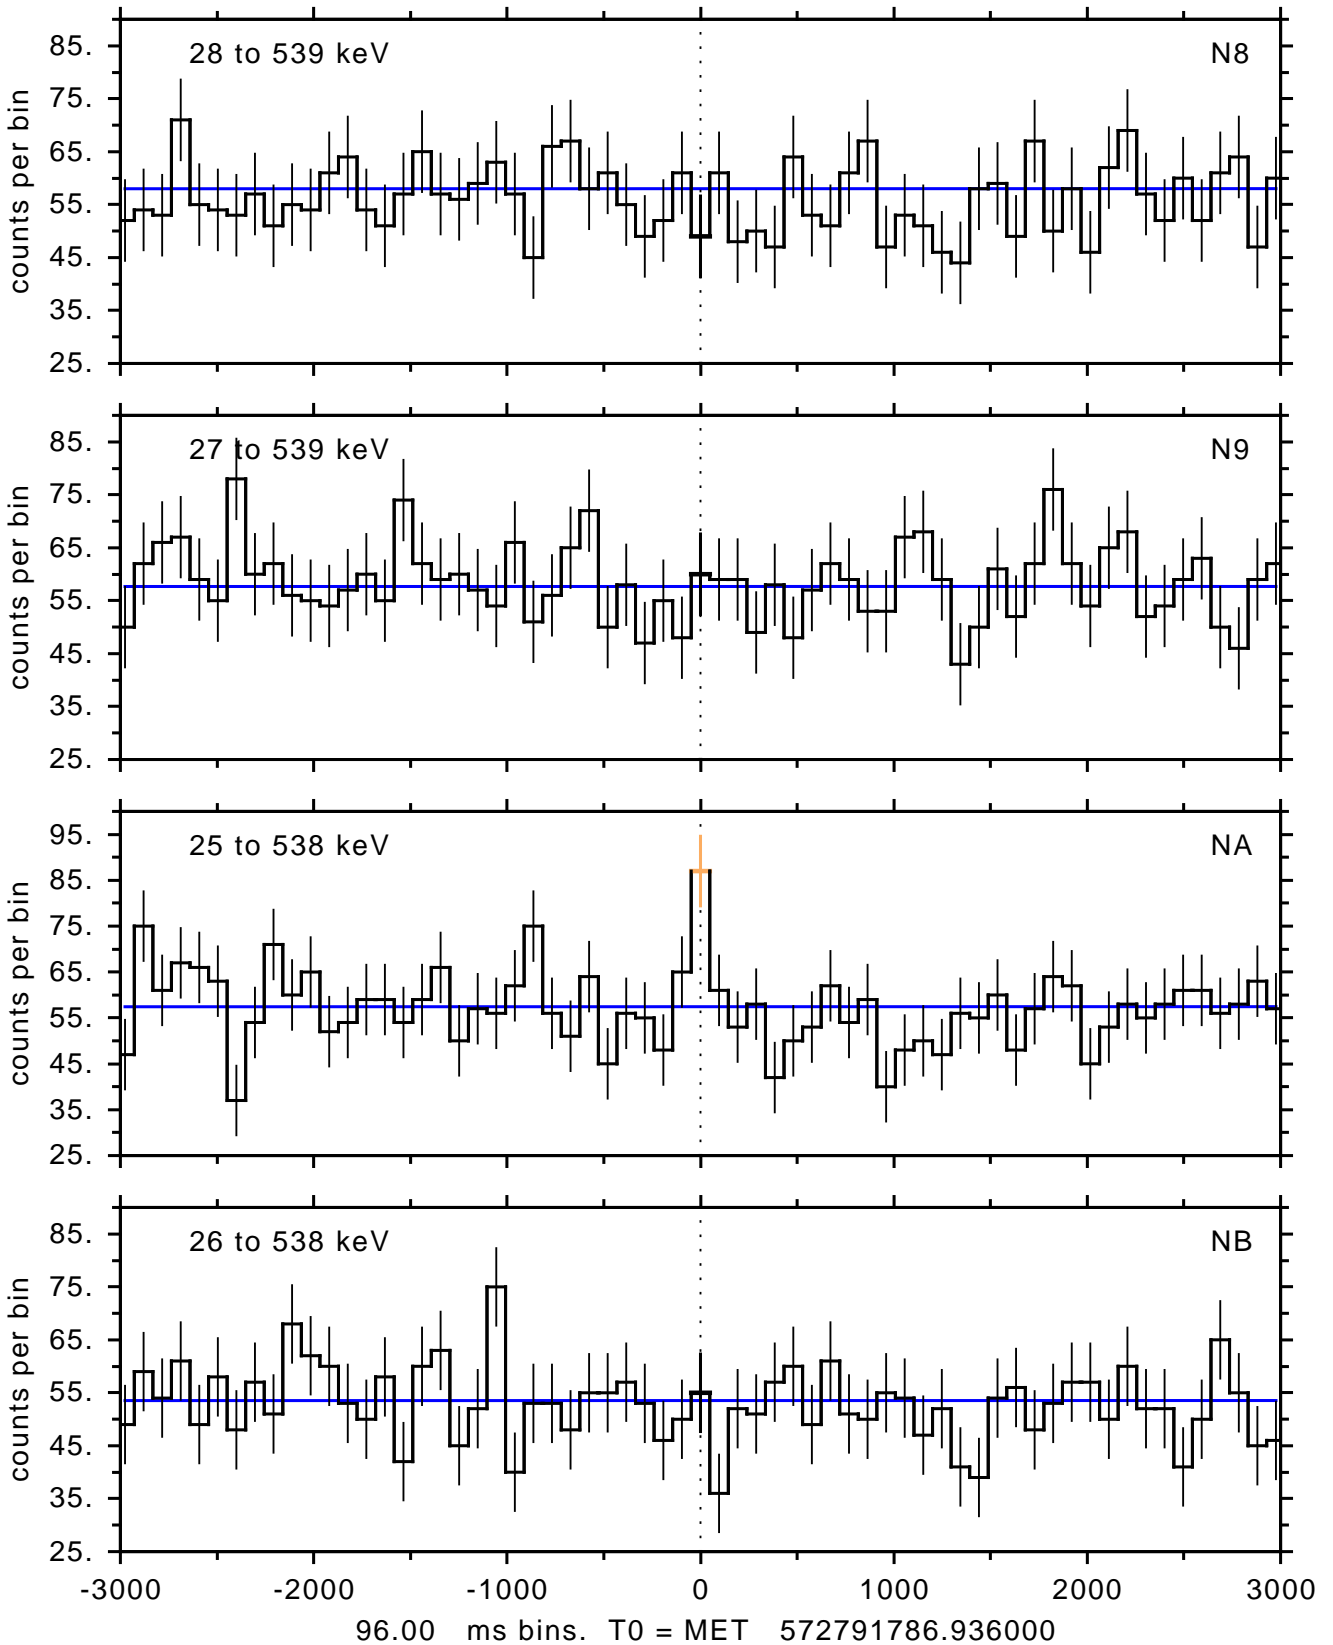 28 to 539 keV N8
85.
75.
65.
55.
45.
35.
25.
counts per bin
27 to 539 keV N9
85.
75.
65.
55.
45.
35.
25.
counts per bin
25 to 538 keV NA
95.
85.
75.
65.
55.
45.
35.
25.
counts per bin
26 to 538 keV NB
85.
75.
65.
55.
45.
35.
25.
counts per bin
-3000 -2000 -1000 0 1000 2000 3000
96.00 ms bins. T0 = MET 572791786.936000